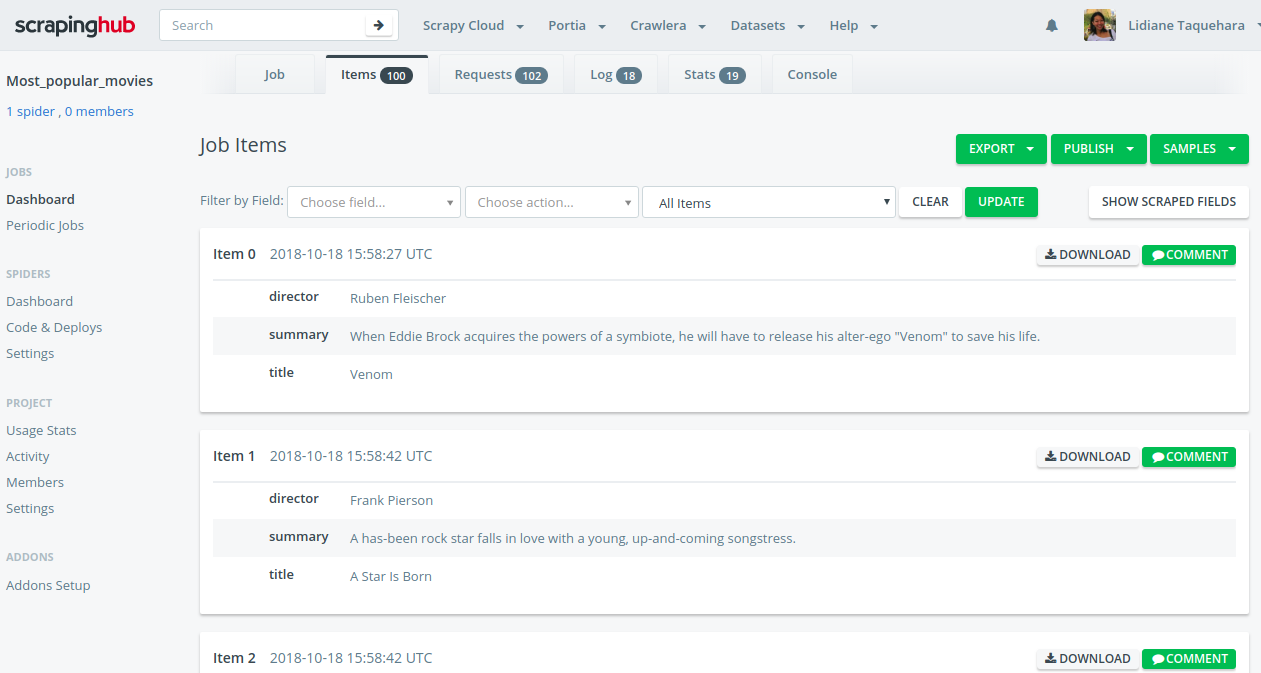 scrapinghub
Search
Scrapy Cloud
Portia
Crawlera
Datasets
Help
Lidiane Taquehara
Most_popular_movies
1 spider , 0 members
JOBS
Dashboard
Periodic Jobs
SPIDERS
Dashboard
Code & Deploys
Settings
PROJECT
Usage Stats
Activity
Members
Settings
ADDONS
Addons Setup
Job
Items 100
Requests 102
Log 18
Stats 19
Console
Job Items
EXPORT
PUBLISH
SAMPLES
Filter by Field:
Choose field...
Choose action...
All Items
CLEAR
UPDATE
SHOW SCRAPED FIELDS
Item 0 2018-10-18 15:58:27 UTC
DOWNLOAD
COMMENT
director Ruben Fleischer
summary When Eddie Brock acquires the powers of a symbiote, he will have to release his alter-ego "Venom" to save his life.
title Venom
Item 1 2018-10-18 15:58:42 UTC
DOWNLOAD
COMMENT
director Frank Pierson
summary A has-been rock star falls in love with a young, up-and-coming songstress.
title A Star Is Born
Item 2 2018-10-18 15:58:42 UTC
DOWNLOAD
COMMENT